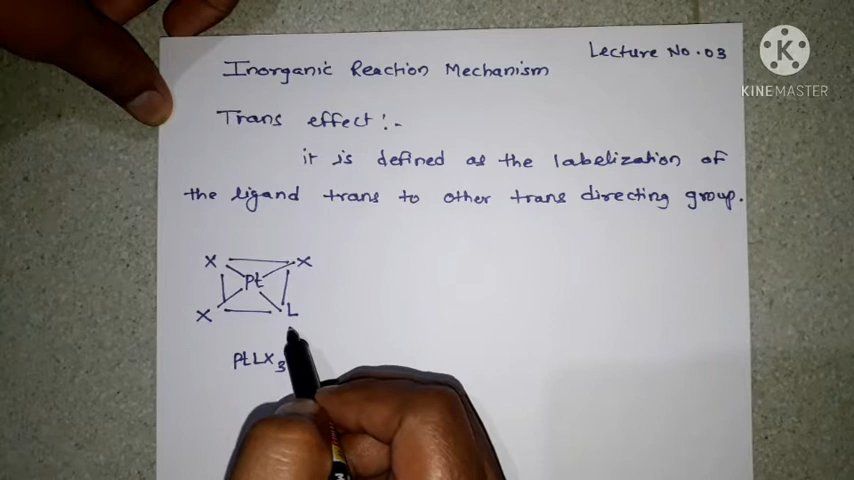 Lecture No.03
K
KINEMASTER
Inorganic Reaction Mechanism
Trans effect:-
it is defined as the labelization of
the ligand trans to other trans directing group.
X X
Pt
X L
PtLX3